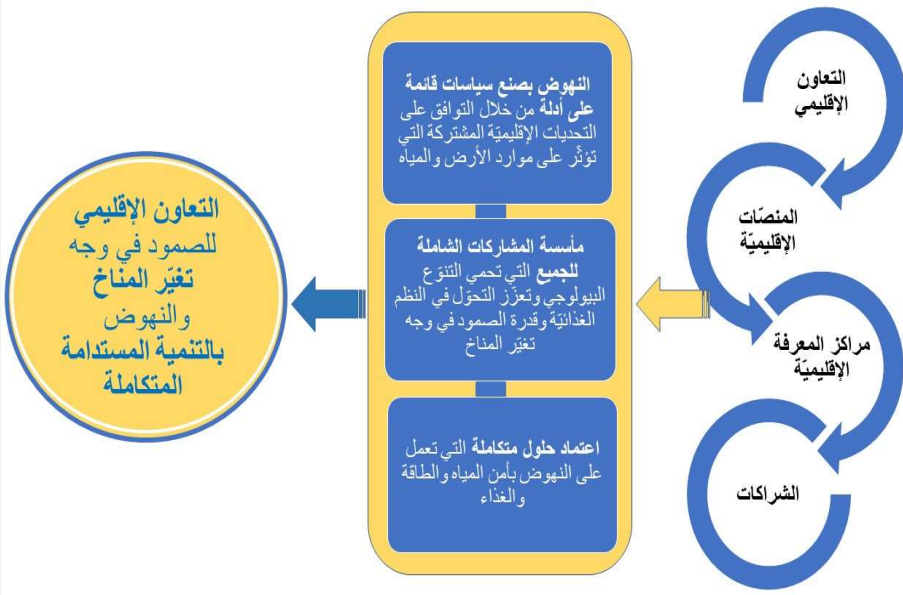 التعاون
الإقليمي
المنصّات
الإقليميّة
مراكز المعرفة
الإقليميّة
الشراكات
النهوض بصنع سياسات قائمة
على أدلة من خلال التوافق على
التحديات الإقليميّة المشتركة التي
تؤثّر على موارد الأرض والمياه
مأسسة المشاركات الشاملة
للجميع التي تحمي التنوّع
البيولوجي وتعزّز التحوّل في النظم
الغذائيّة وقدرة الصمود في وجه
تغيّر المناخ
اعتماد حلول متكاملة التي تعمل
على النهوض بأمن المياه والطاقة
والغذاء
التعاون الإقليمي
للصمود في وجه
تغيّر المناخ
والنهوض
بالتنمية المستدامة
المتكاملة